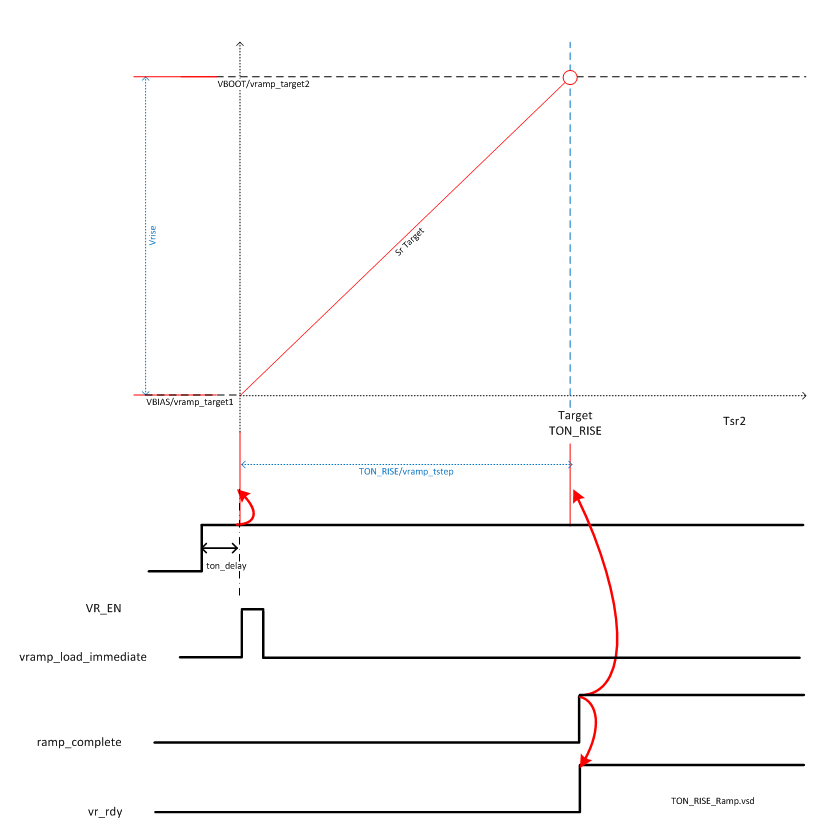 VBOOT/vramp_target2
Vrise
Sr Target
VBIAS/vramp_target1
Target
TON_RISE
Tsr2
TON_RISE/vramp_tstep
ton_delay
VR_EN
vramp_load_immediate
ramp_complete
TON_RISE_Ramp.vsd
vr_rdy